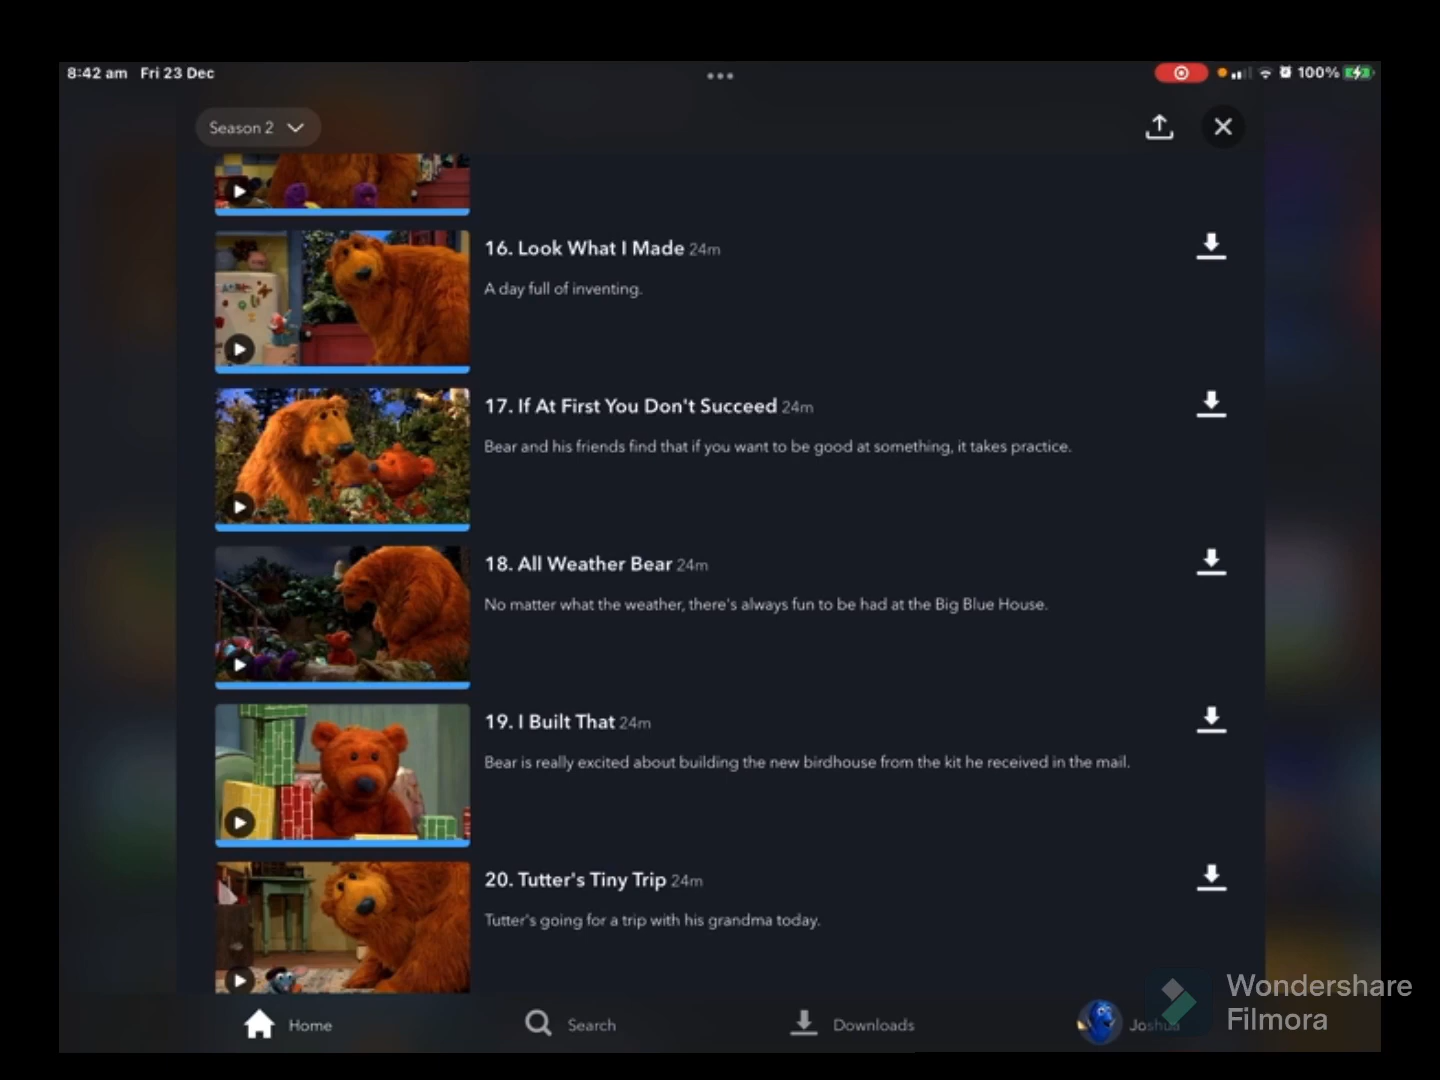 8:42 am Fri 23 Dec
100%
Season 2
16. Look What I Made 24m
A day full of inventing.
17. If At First You Don't Succeed 24m
Bear and his friends find that if you want to be good at something, it takes practice.
18. All Weather Bear 24m
No matter what the weather, there's always fun to be had at the Big Blue House.
19. I Built That 24m
Bear is really excited about building the new birdhouse from the kit he received in the mail.
20. Tutter's Tiny Trip 24m
Tutter's going for a trip with his grandma today.
Home Search Downloads Joshua
Wondershare
Filmora